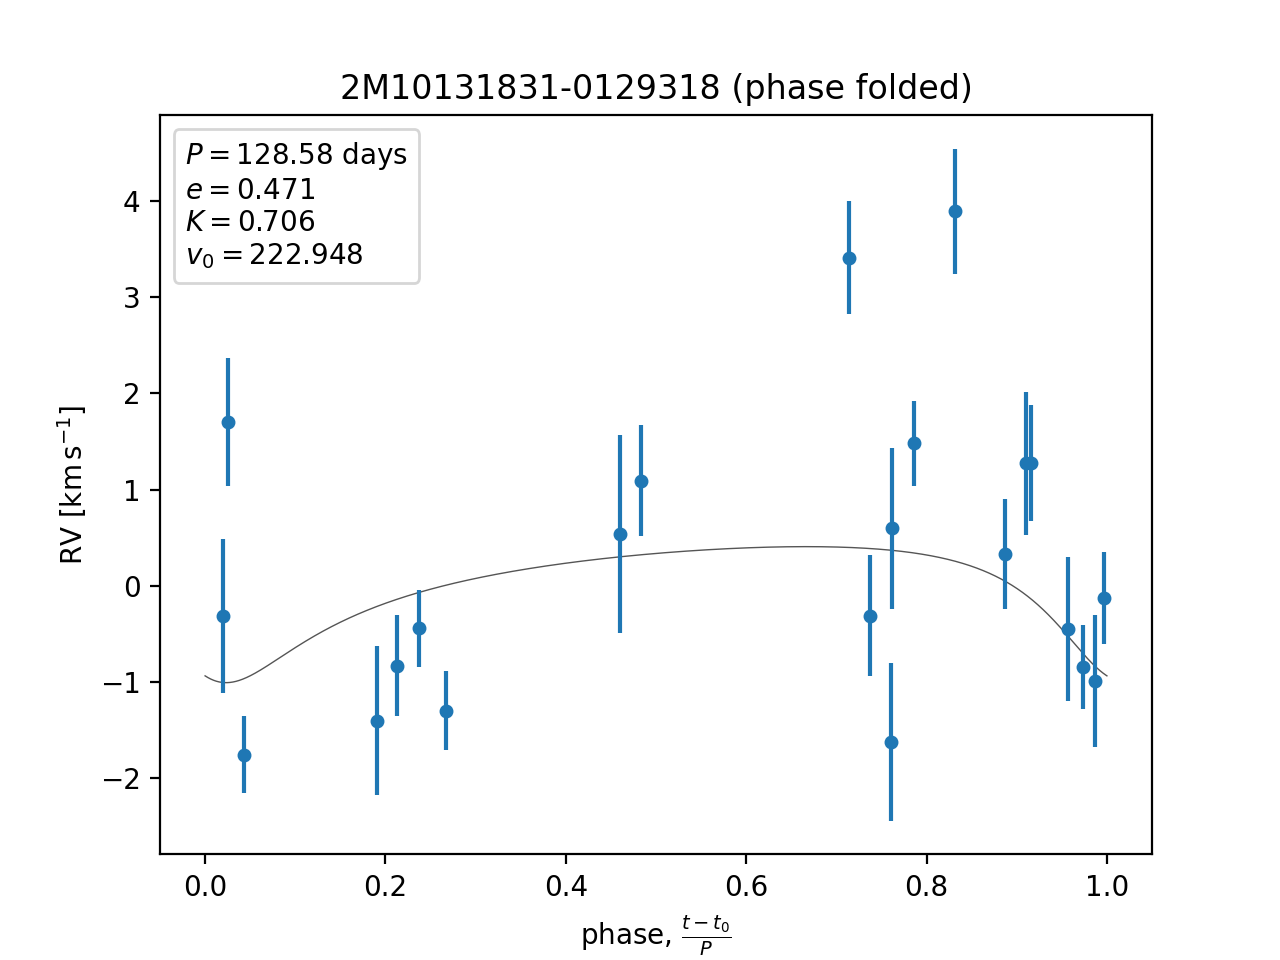 2M10131831-0129318 (phase folded)
P = 128.58 days
e = 0.471
K = 0.706
v₀ = 222.948
4
3
2
1
0
−1
−2
RV [km s⁻¹]
0.0 0.2 0.4 0.6 0.8 1.0
phase, (t − t₀)/P